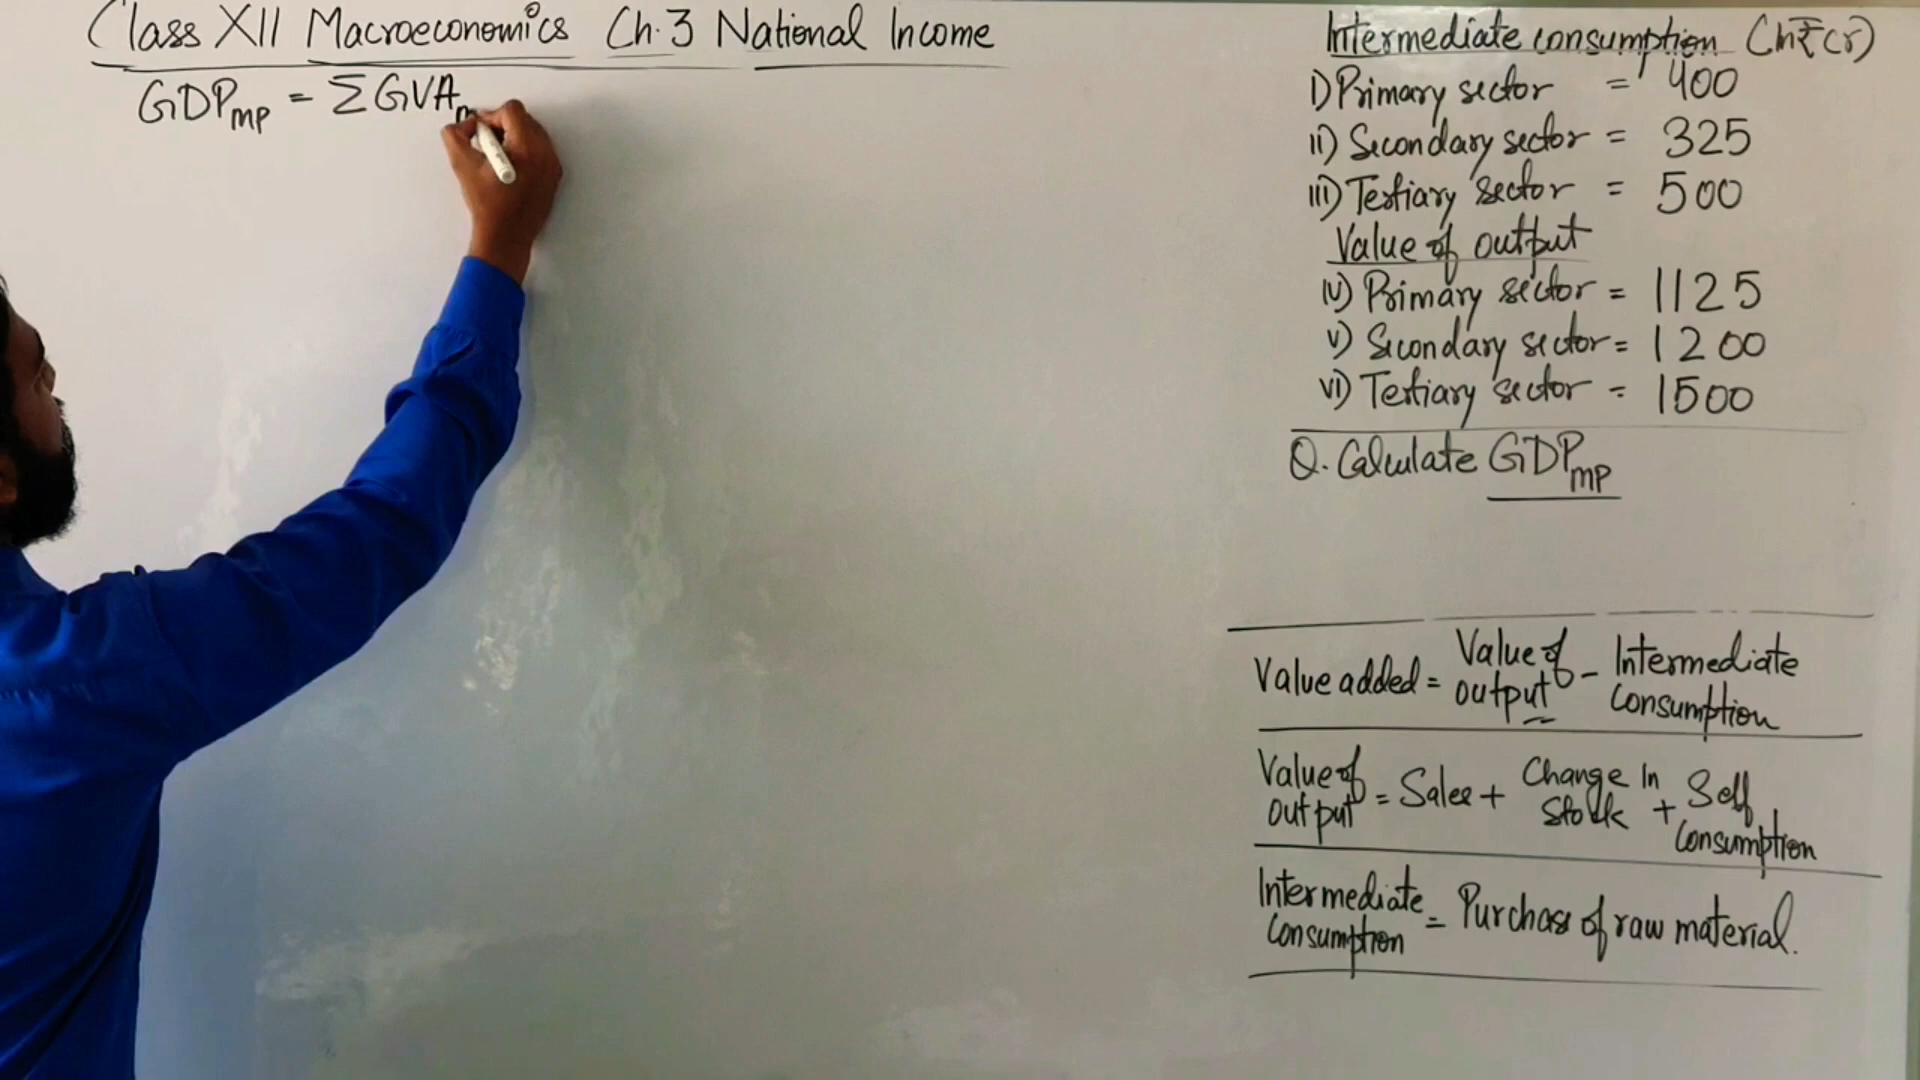 Class XII Macroeconomics Ch.3 National Income
GDPMP = ΣGVAm
Intermediate consumption (In ₹ cr)
i) Primary sector = 400
ii) Secondary sector = 325
iii) Tertiary sector = 500
Value of output
iv) Primary sector = 1125
v) Secondary sector = 1200
vi) Tertiary sector = 1500
Q. Calculate GDPMP
Value added = Value of output - Intermediate consumption
Value of output = Sales + Change in Stock + Self consumption
Intermediate consumption = Purchase of raw material.